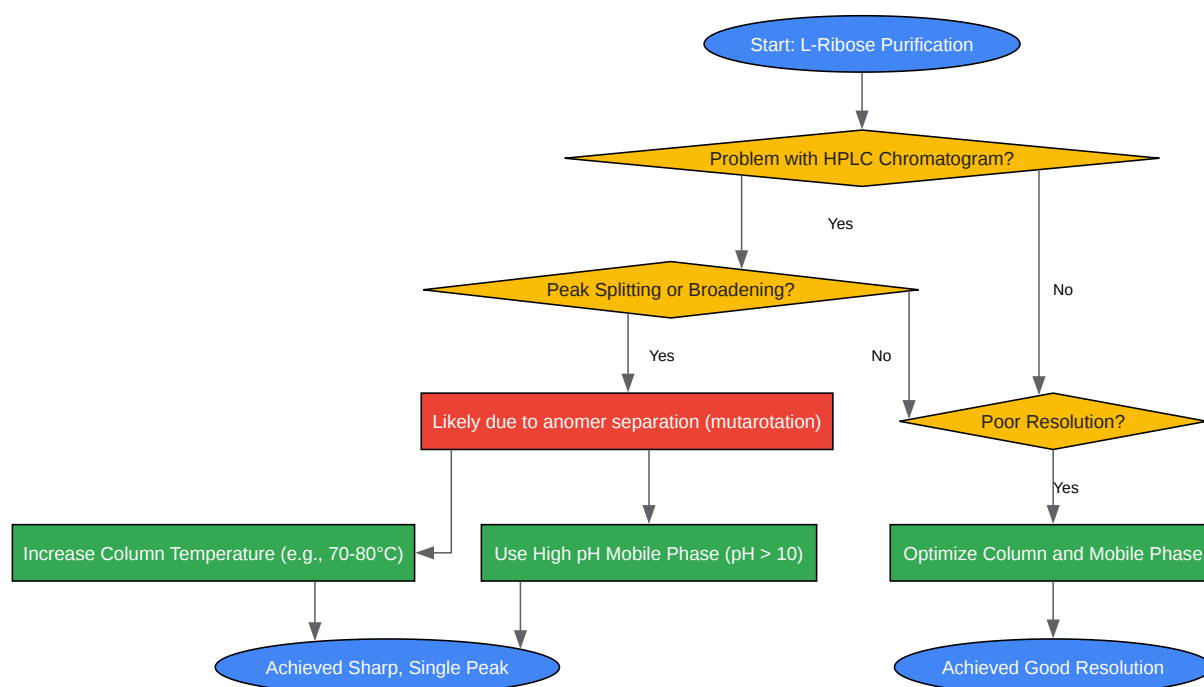 Start: L-Ribose Purification
Problem with HPLC Chromatogram?
Yes
Peak Splitting or Broadening?
No
Yes
No
Likely due to anomer separation (mutarotation)
Poor Resolution?
Yes
Increase Column Temperature (e.g., 70-80°C)
Use High pH Mobile Phase (pH > 10)
Optimize Column and Mobile Phase
Achieved Sharp, Single Peak
Achieved Good Resolution